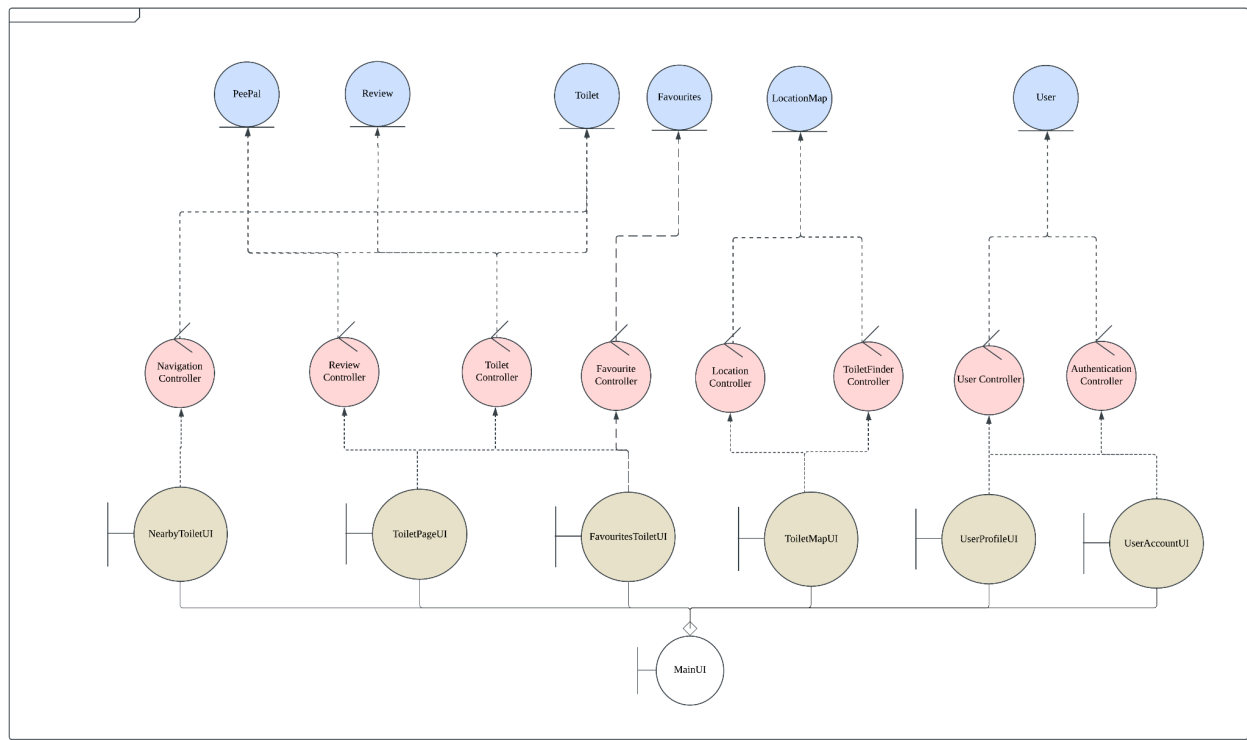 PeePal
Review
Toilet
Favourites
LocationMap
User
Navigation
Controller
Review
Controller
Toilet
Controller
Favourite
Controller
Location
Controller
ToiletFinder
Controller
User Controller
Authentication
Controller
NearbyToiletUI
ToiletPageUI
FavouritesToiletUI
ToiletMapUI
UserProfileUI
UserAccountUI
MainUI